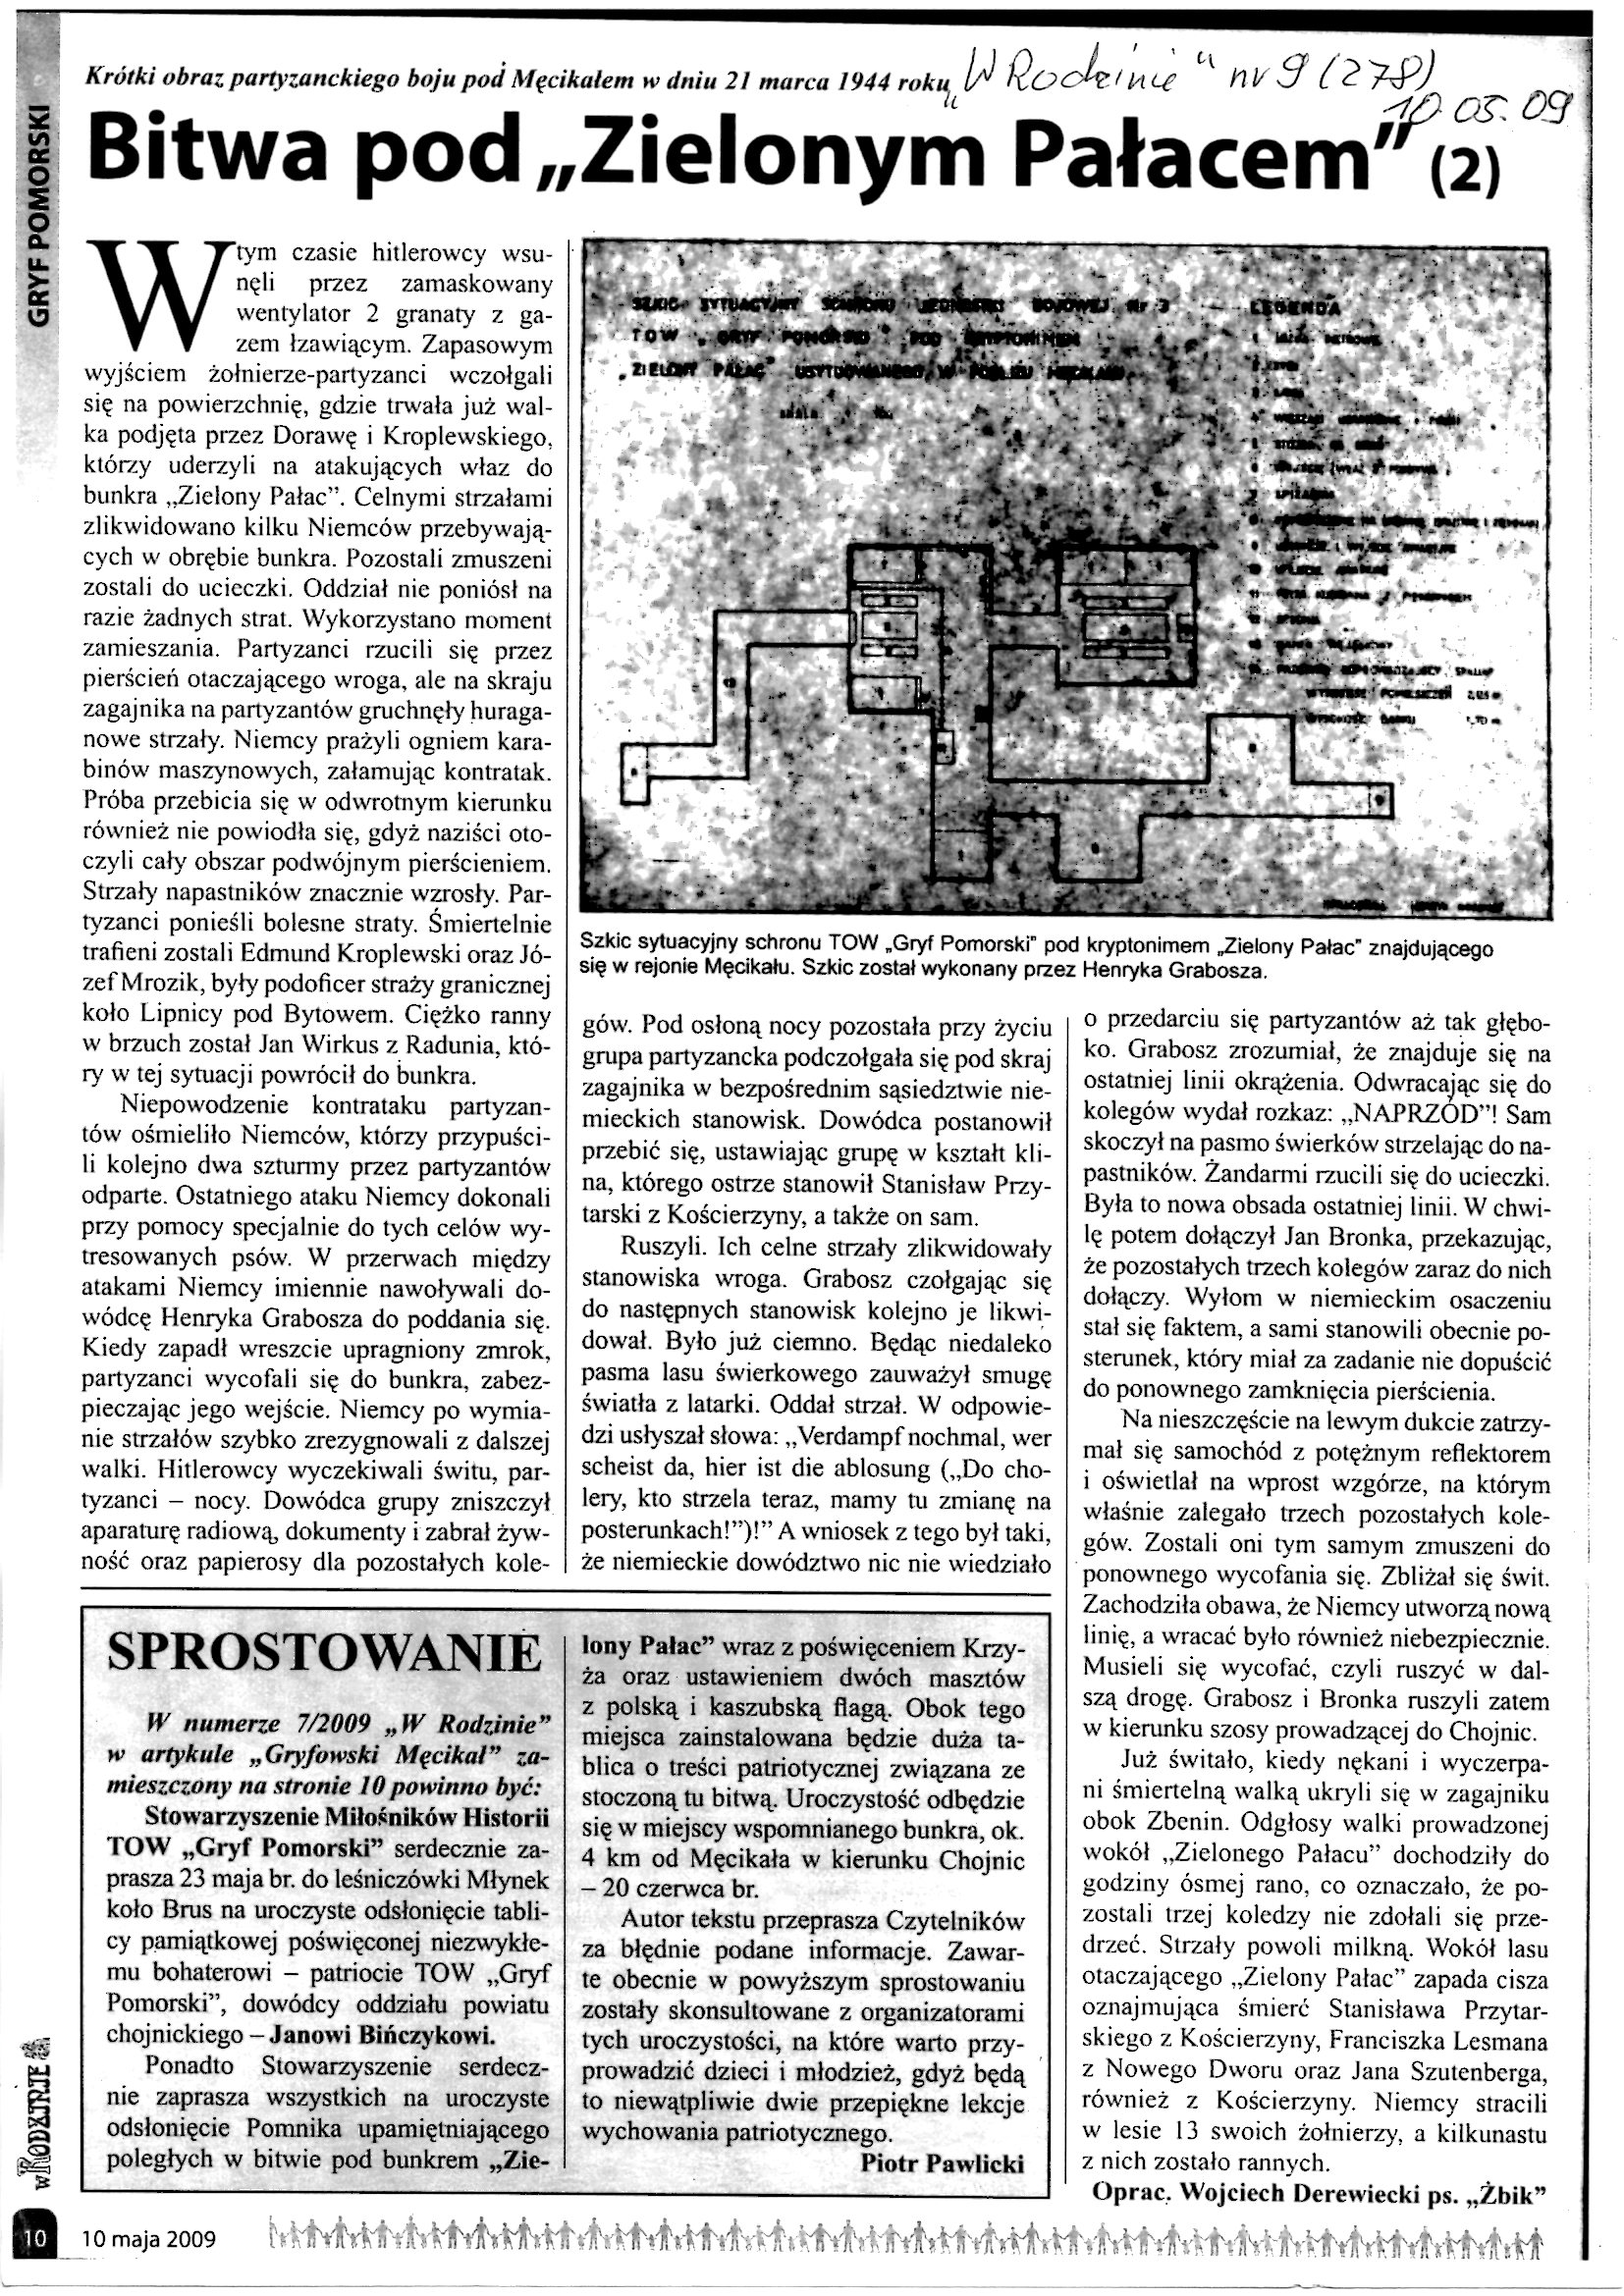 GRYF POMORSKI
Krótki obraz partyzanckiego boju pod Męcikałem w dniu 21 marca 1944 roku
„W Rodzinie" nr 9 (278)
10.05.09
Bitwa pod „Zielonym Pałacem” (2)
W tym czasie hitlerowcy wsu-
nęli przez zamaskowany
wentylator 2 granaty z ga-
zem łzawiącym. Zapasowym
wyjściem żołnierze-partyzanci wczołgali
się na powierzchnię, gdzie trwała już wal-
ka podjęta przez Dorawę i Kroplewskiego,
którzy uderzyli na atakujących właz do
bunkra „Zielony Pałac”. Celnymi strzałami
zlikwidowano kilku Niemców przebywają-
cych w obrębie bunkra. Pozostali zmuszeni
zostali do ucieczki. Oddział nie poniósł na
razie żadnych strat. Wykorzystano moment
zamieszania. Partyzanci rzucili się przez
pierścień otaczającego wroga, ale na skraju
zagajnika na partyzantów gruchnęły huraga-
nowe strzały. Niemcy prażyli ogniem kara-
binów maszynowych, załamując kontratak.
Próba przebicia się w odwrotnym kierunku
również nie powiodła się, gdyż naziści oto-
czyli cały obszar podwójnym pierścieniem.
Strzały napastników znacznie wzrosły. Par-
tyzanci ponieśli bolesne straty. Śmiertelnie
trafieni zostali Edmund Kroplewski oraz Jó-
zef Mrozik, były podoficer straży granicznej
koło Lipnicy pod Bytowem. Ciężko ranny
w brzuch został Jan Wirkus z Radunia, któ-
ry w tej sytuacji powrócił do bunkra.
Niepowodzenie kontrataku partyzan-
tów ośmieliło Niemców, którzy przypuści-
li kolejno dwa szturmy przez partyzantów
odparte. Ostatniego ataku Niemcy dokonali
przy pomocy specjalnie do tych celów wy-
tresowanych psów. W przerwach między
atakami Niemcy imiennie nawoływali do-
wódcę Henryka Grabosza do poddania się.
Kiedy zapadł wreszcie upragniony zmrok,
partyzanci wycofali się do bunkra, zabez-
pieczając jego wejście. Niemcy po wymia-
nie strzałów szybko zrezygnowali z dalszej
walki. Hitlerowcy wyczekiwali świtu, par-
tyzanci – nocy. Dowódca grupy zniszczył
aparaturę radiową, dokumenty i zabrał żyw-
ność oraz papierosy dla pozostałych kole-
SZKIC SYTUACYJNY SCHRONU JEDNOSTKI BOJOWEJ Nr 3
TOW „GRYF POMORSKI” POD KRYPTONIMEM
„ZIELONY PAŁAC” USYTUOWANEGO W POBLIŻU MĘCIKAŁA
SKALA
LEGENDA
Szkic sytuacyjny schronu TOW „Gryf Pomorski” pod kryptonimem „Zielony Pałac” znajdującego
się w rejonie Męcikału. Szkic został wykonany przez Henryka Grabosza.
gów. Pod osłoną nocy pozostała przy życiu
grupa partyzancka podczołgała się pod skraj
zagajnika w bezpośrednim sąsiedztwie nie-
mieckich stanowisk. Dowódca postanowił
przebić się, ustawiając grupę w kształt kli-
na, którego ostrze stanowił Stanisław Przy-
tarski z Kościerzyny, a także on sam.
Ruszyli. Ich celne strzały zlikwidowały
stanowiska wroga. Grabosz czołgając się
do następnych stanowisk kolejno je likwi-
dował. Było już ciemno. Będąc niedaleko
pasma lasu świerkowego zauważył smugę
światła z latarki. Oddał strzał. W odpowie-
dzi usłyszał słowa: „Verdampf nochmal, wer
scheist da, hier ist die ablosung („Do cho-
lery, kto strzela teraz, mamy tu zmianę na
posterunkach!”)!” A wniosek z tego był taki,
że niemieckie dowództwo nic nie wiedziało
o przedarciu się partyzantów aż tak głębo-
ko. Grabosz zrozumiał, że znajduje się na
ostatniej linii okrążenia. Odwracając się do
kolegów wydał rozkaz: „NAPRZÓD”! Sam
skoczył na pasmo świerków strzelając do na-
pastników. Żandarmi rzucili się do ucieczki.
Była to nowa obsada ostatniej linii. W chwi-
lę potem dołączył Jan Bronka, przekazując,
że pozostałych trzech kolegów zaraz do nich
dołączy. Wyłom w niemieckim osaczeniu
stał się faktem, a sami stanowili obecnie po-
sterunek, który miał za zadanie nie dopuścić
do ponownego zamknięcia pierścienia.
Na nieszczęście na lewym dukcie zatrzy-
mał się samochód z potężnym reflektorem
i oświetlał na wprost wzgórze, na którym
właśnie zalegało trzech pozostałych kole-
gów. Zostali oni tym samym zmuszeni do
ponownego wycofania się. Zbliżał się świt.
Zachodziła obawa, że Niemcy utworzą nową
linię, a wracać było również niebezpiecznie.
Musieli się wycofać, czyli ruszyć w dal-
szą drogę. Grabosz i Bronka ruszyli zatem
w kierunku szosy prowadzącej do Chojnic.
Już świtało, kiedy nękani i wyczerpa-
ni śmiertelną walką ukryli się w zagajniku
obok Zbenin. Odgłosy walki prowadzonej
wokół „Zielonego Pałacu” dochodziły do
godziny ósmej rano, co oznaczało, że po-
zostali trzej koledzy nie zdołali się prze-
drzeć. Strzały powoli milkną. Wokół lasu
otaczającego „Zielony Pałac” zapada cisza
oznajmująca śmierć Stanisława Przytar-
skiego z Kościerzyny, Franciszka Lesmana
z Nowego Dworu oraz Jana Szutenberga,
również z Kościerzyny. Niemcy stracili
w lesie 13 swoich żołnierzy, a kilkunastu
z nich zostało rannych.
Oprac. Wojciech Derewiecki ps. „Żbik”
SPROSTOWANIE
W numerze 7/2009 „W Rodzinie”
w artykule „Gryfowski Męcikał” za-
mieszczony na stronie 10 powinno być:
Stowarzyszenie Miłośników Historii
TOW „Gryf Pomorski” serdecznie za-
prasza 23 maja br. do leśniczówki Młynek
koło Brus na uroczyste odsłonięcie tabli-
cy pamiątkowej poświęconej niezwykłe-
mu bohaterowi – patriocie TOW „Gryf
Pomorski”, dowódcy oddziału powiatu
chojnickiego – Janowi Bińczykowi.
Ponadto Stowarzyszenie serdecz-
nie zaprasza wszystkich na uroczyste
odsłonięcie Pomnika upamiętniającego
poległych w bitwie pod bunkrem „Zie-
lony Pałac” wraz z poświęceniem Krzy-
ża oraz ustawieniem dwóch masztów
z polską i kaszubską flagą. Obok tego
miejsca zainstalowana będzie duża ta-
blica o treści patriotycznej związana ze
stoczoną tu bitwą. Uroczystość odbędzie
się w miejscy wspomnianego bunkra, ok.
4 km od Męcikała w kierunku Chojnic
– 20 czerwca br.
Autor tekstu przeprasza Czytelników
za błędnie podane informacje. Zawar-
te obecnie w powyższym sprostowaniu
zostały skonsultowane z organizatorami
tych uroczystości, na które warto przy-
prowadzić dzieci i młodzież, gdyż będą
to niewątpliwie dwie przepiękne lekcje
wychowania patriotycznego.
Piotr Pawlicki
W RODZINIE
10
10 maja 2009